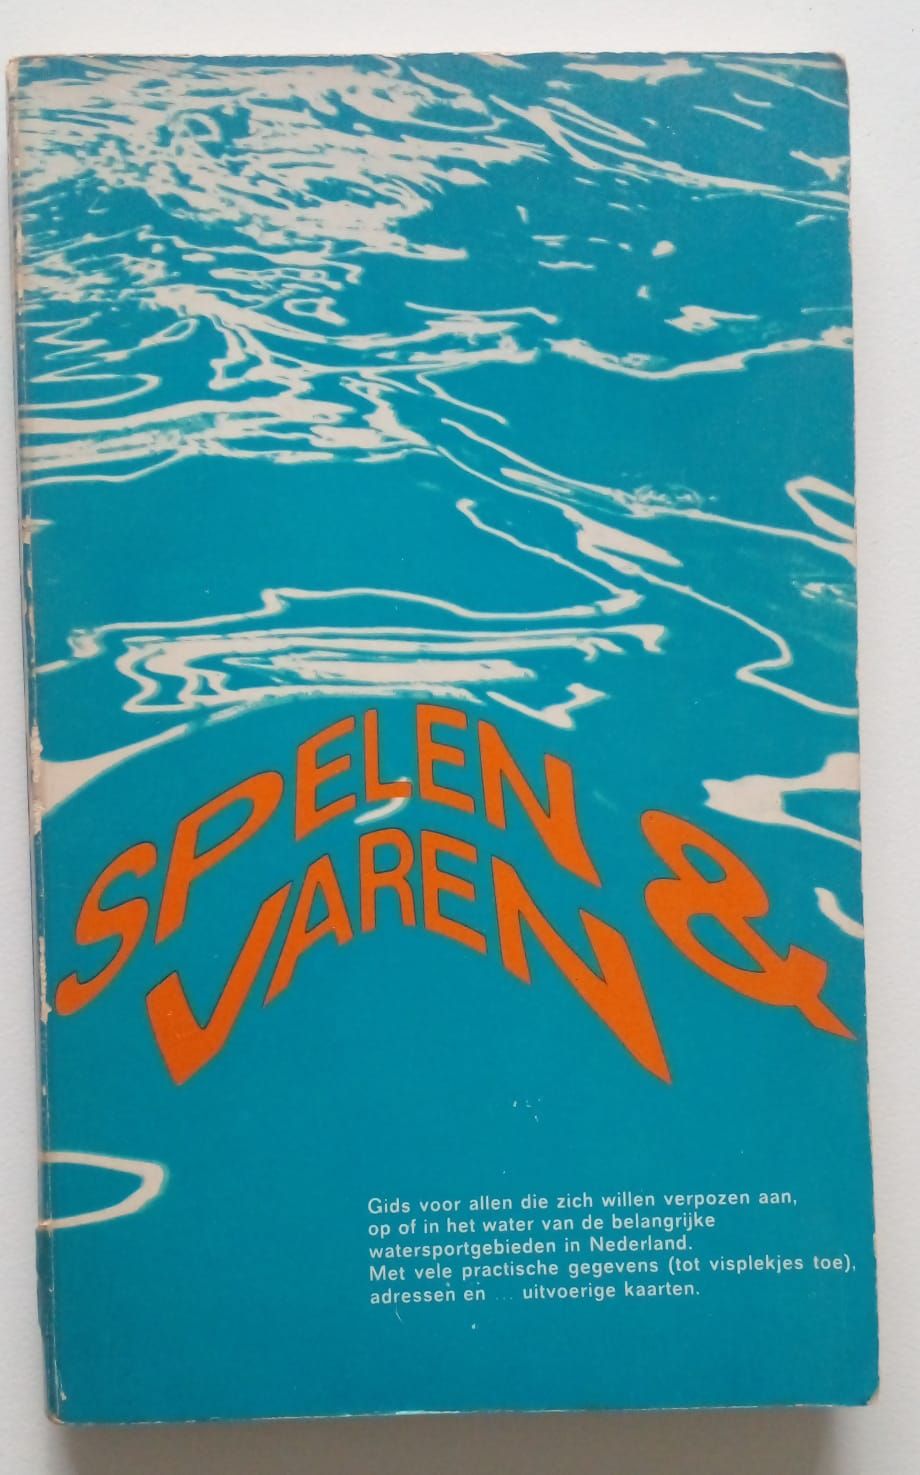 SPELEN &
VAREN
Gids voor allen die zich willen verpozen aan,
op of in het water van de belangrijke
watersportgebieden in Nederland.
Met vele practische gegevens (tot visplekjes toe),
adressen en ... uitvoerige kaarten.